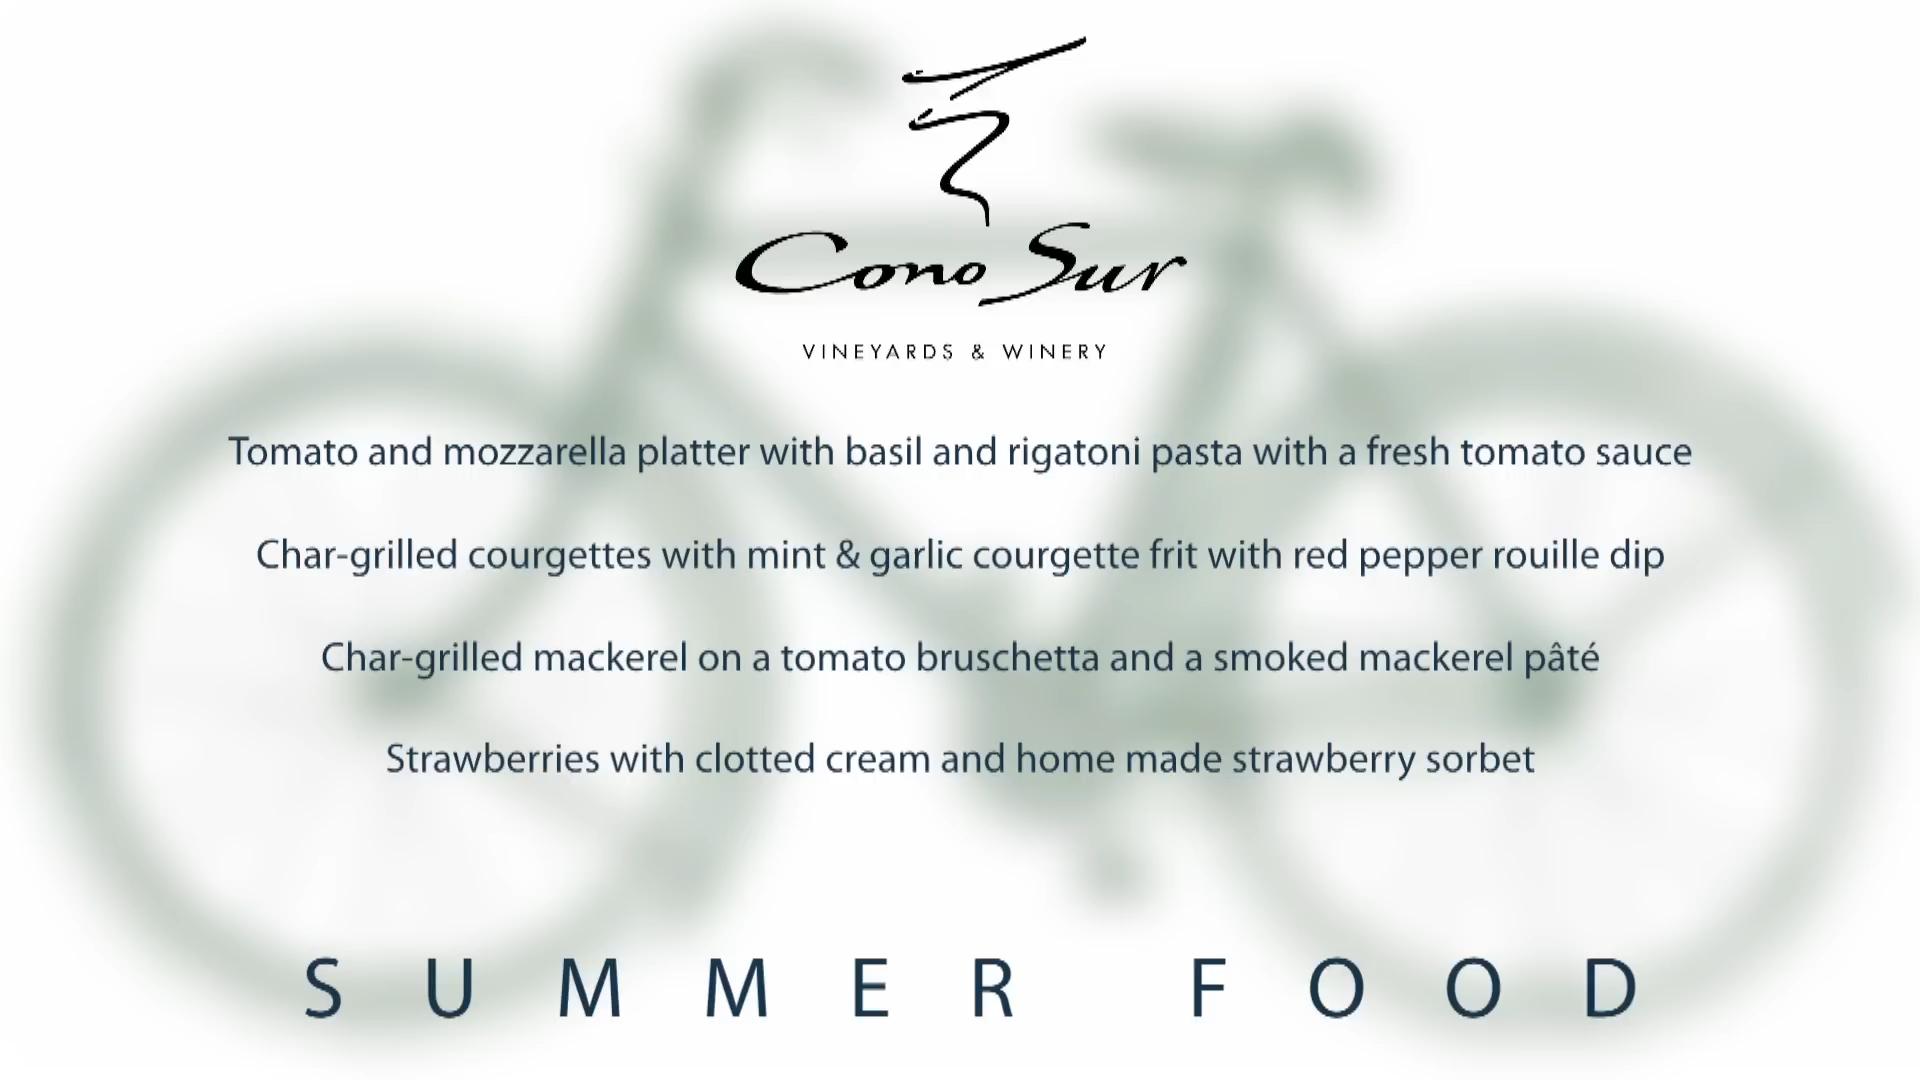 Cono Sur
VINEYARDS & WINERY
Tomato and mozzarella platter with basil and rigatoni pasta with a fresh tomato sauce
Char-grilled courgettes with mint & garlic courgette frit with red pepper rouille dip
Char-grilled mackerel on a tomato bruschetta and a smoked mackerel pâté
Strawberries with clotted cream and home made strawberry sorbet
SUMMER FOOD